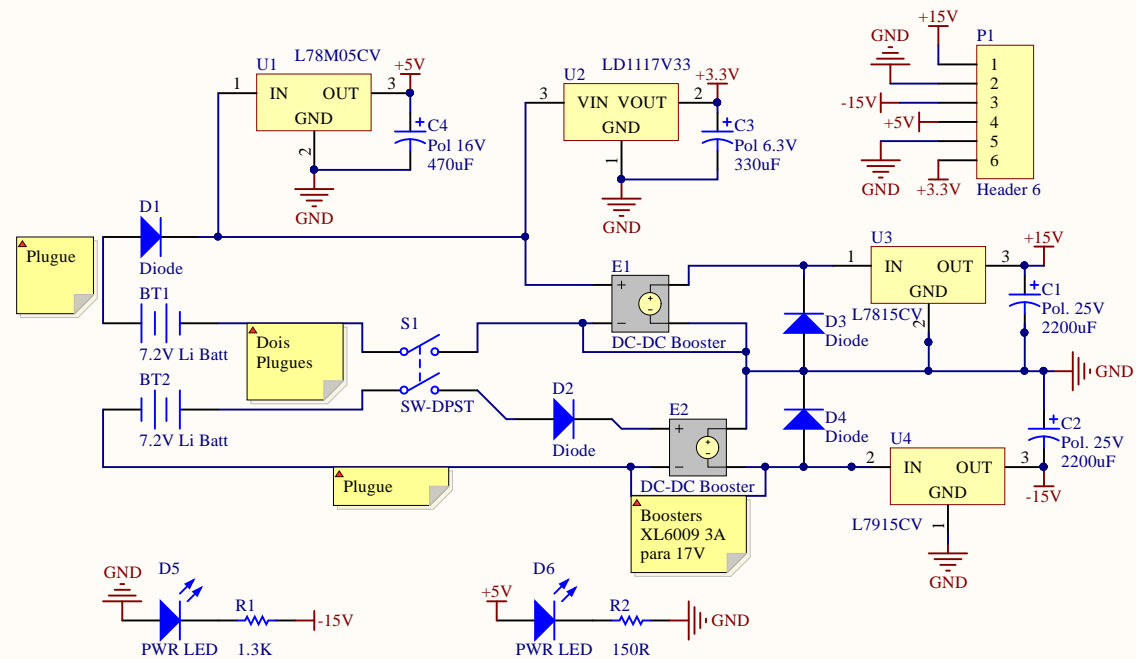 L78M05CV
U1
+5V
1
IN OUT
3
GND
2
C4
Pol 16V
470uF
GND
LD1117V33
U2
+3.3V
3
VIN VOUT
2
GND
1
C3
Pol 6.3V
330uF
GND
+15V
GND
P1
1
2
-15V
3
+5V
4
5
6
GND
+3.3V
Header 6
Plugue
D1
Diode
BT1
7.2V Li Batt
Dois
Plugues
BT2
7.2V Li Batt
S1
SW-DPST
Plugue
D2
Diode
E1
+
-
DC-DC Booster
E2
+
-
DC-DC Booster
Boosters
XL6009 3A
para 17V
D3
Diode
D4
Diode
U3
1
IN OUT
3
GND
2
L7815CV
+15V
C1
Pol. 25V
2200uF
GND
C2
Pol. 25V
2200uF
U4
2
IN OUT
3
GND
1
L7915CV
-15V
GND
GND
D5
PWR LED
R1
1.3K
-15V
+5V
D6
PWR LED
R2
150R
GND